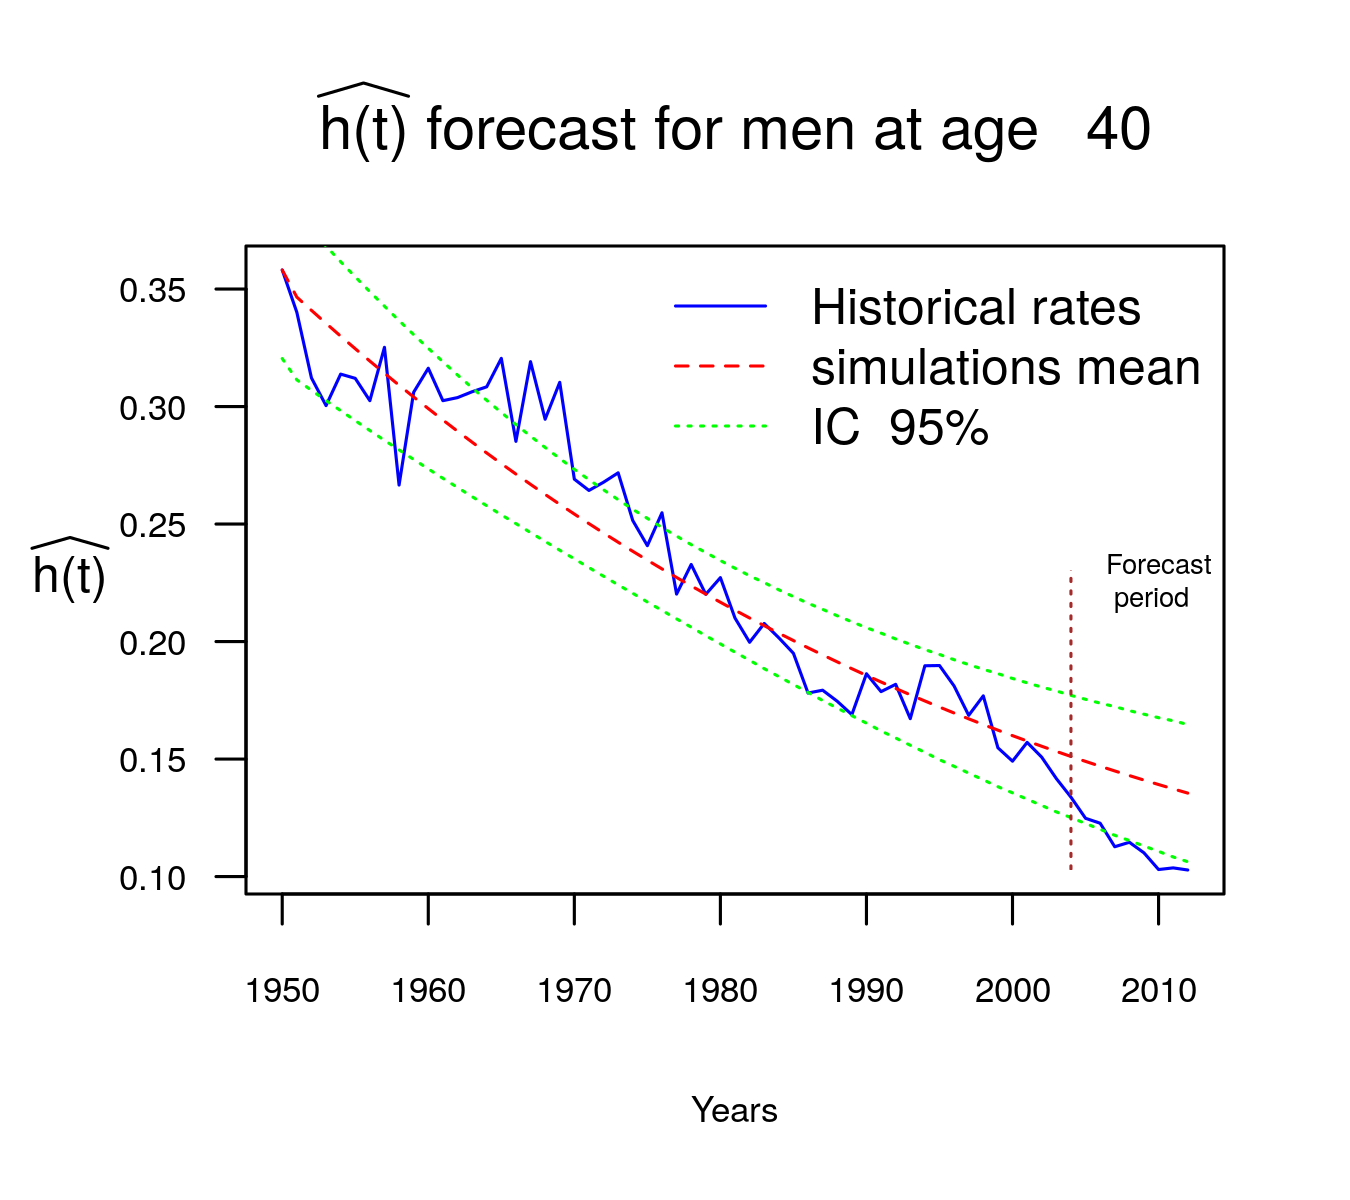 h(t) forecast for men at age 40
0.35
0.30
0.25
0.20
0.15
0.10
h(t)
Historical rates
simulations mean
IC 95%
Forecast
period
1950 1960 1970 1980 1990 2000 2010
Years